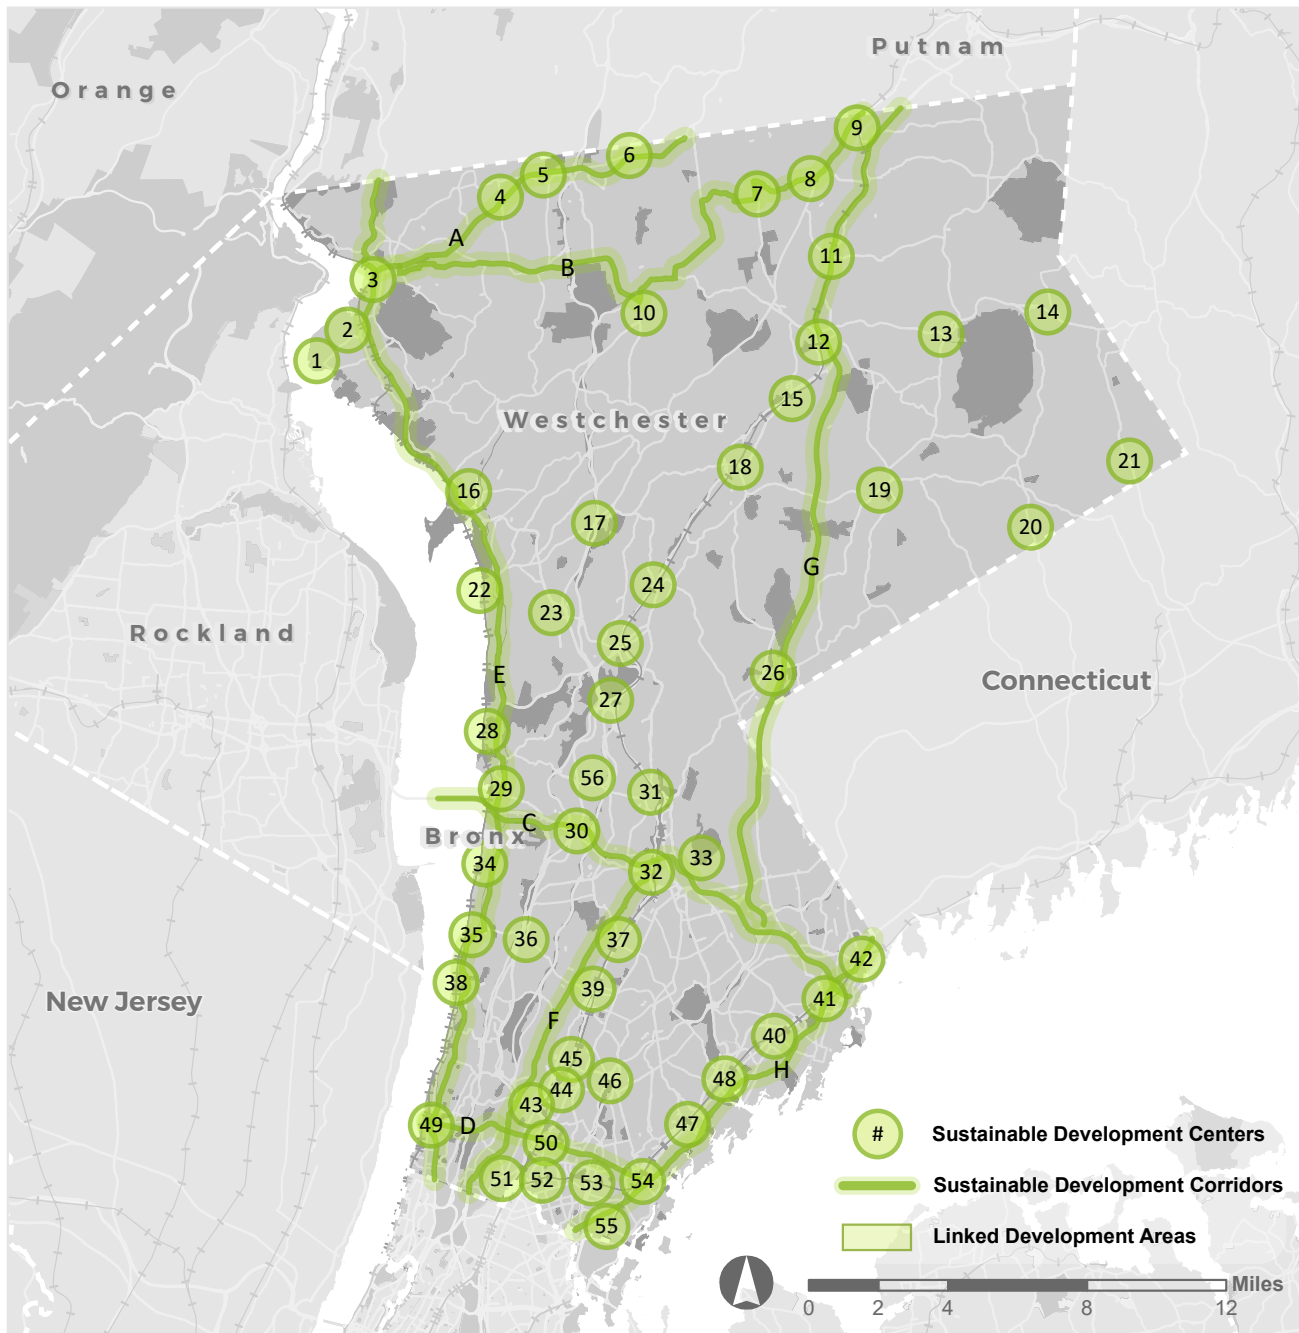 Putnam
Orange
9
6
5
8
7
4
A
11
B
3
10
14
2
13
12
1
15
Westchester
21
18
19
16
17
20
G
24
22
23
Rockland
25
E
26
Connecticut
27
28
56
29
31
C
30
Bronx
33
34
32
35
36
37
42
38
39
41
New Jersey
F
40
45
H
46
48
44
43
49
D
47
50
# Sustainable Development Centers
51
52
53
54
Sustainable Development Corridors
55
Linked Development Areas
Miles
0 2 4 8 12